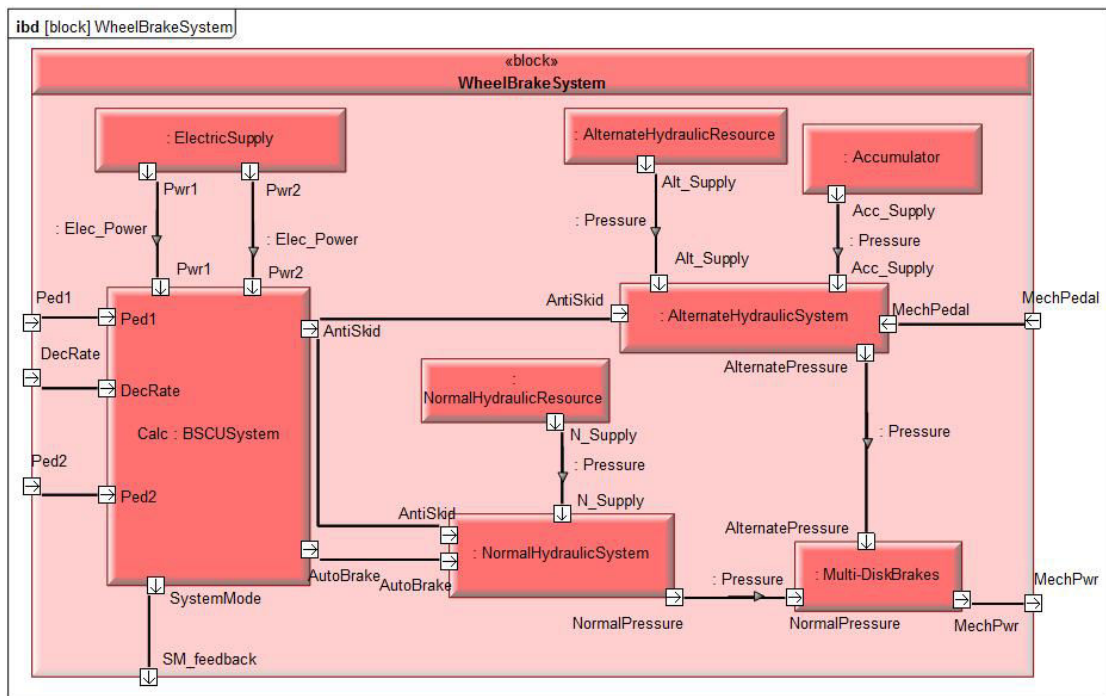 ibd [block] WheelBrakeSystem
«block»
WheelBrakeSystem
: ElectricSupply
: AlternateHydraulicResource
: Accumulator
Pwr1
Pwr2
Alt_Supply
Acc_Supply
: Elec_Power
: Elec_Power
: Pressure
: Pressure
Pwr1
Pwr2
Alt_Supply
Acc_Supply
Ped1
Ped1
AntiSkid
AntiSkid
: AlternateHydraulicSystem
MechPedal
MechPedal
DecRate
DecRate
AlternatePressure
:
NormalHydraulicResource
Calc : BSCUSystem
N_Supply
: Pressure
: Pressure
Ped2
Ped2
N_Supply
AntiSkid
AlternatePressure
: NormalHydraulicSystem
AutoBrake
AutoBrake
: Multi-DiskBrakes
: Pressure
MechPwr
SystemMode
NormalPressure
NormalPressure
MechPwr
SM_feedback